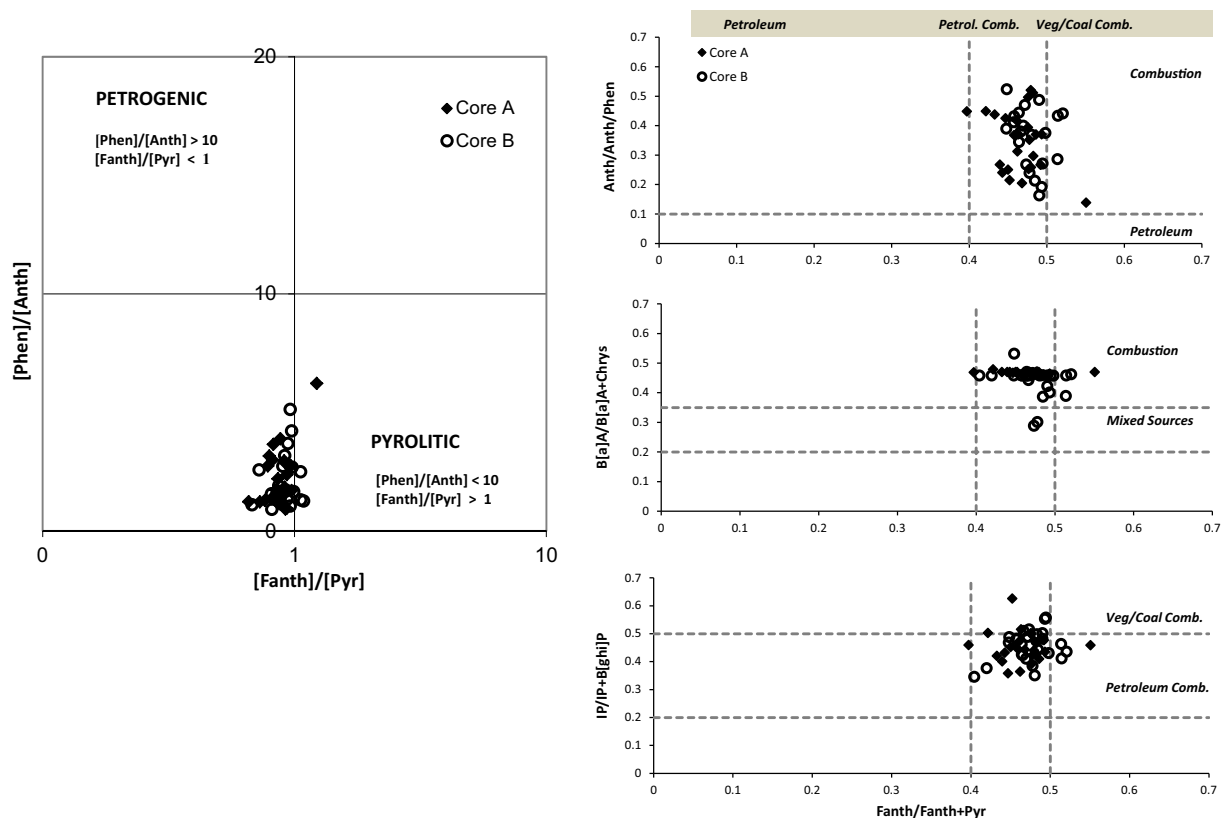 20
PETROGENIC
[Phen]/[Anth] > 10
[Fanth]/[Pyr] < 1
Core A
Core B
10
[Phen]/[Anth]
PYROLITIC
[Phen]/[Anth] < 10
[Fanth]/[Pyr] > 1
0
0 1 10
[Fanth]/[Pyr]
Petroleum Petrol. Comb. Veg/Coal Comb.
0.7
Core A
Core B
Combustion
0.6
0.5
0.4
0.3
0.2
0.1
0
Anth/Anth/Phen
Petroleum
0 0.1 0.2 0.3 0.4 0.5 0.6 0.7
0.7
0.6
0.5
0.4
0.3
0.2
0.1
0
B[a]A/B[a]A+Chrys
Combustion
Mixed Sources
0 0.1 0.2 0.3 0.4 0.5 0.6 0.7
0.7
0.6
0.5
0.4
0.3
0.2
0.1
0
IP/IP+B[ghi]P
Veg/Coal Comb.
Petroleum Comb.
0 0.1 0.2 0.3 0.4 0.5 0.6 0.7
Fanth/Fanth+Pyr